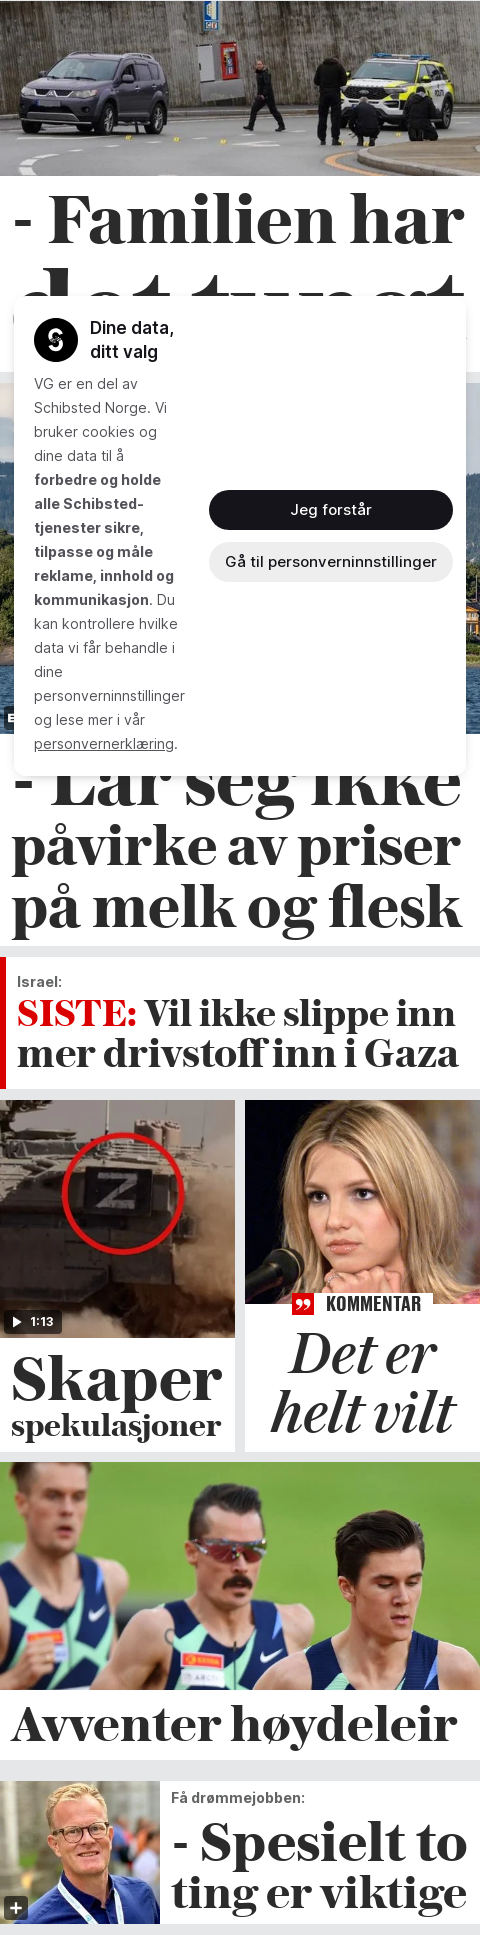 - Familien har
det tungt
Dine data,
ditt valg
VG er en del av
Schibsted Norge. Vi
bruker cookies og
dine data til å
forbedre og holde
alle Schibsted-
tjenester sikre,
tilpasse og måle
reklame, innhold og
kommunikasjon. Du
kan kontrollere hvilke
data vi får behandle i
dine
personverninnstillinger
og lese mer i vår
personvernerklæring.
Jeg forstår
Gå til personverninnstillinger
- Lar seg ikke
påvirke av priser
på melk og flesk
Israel:
SISTE: Vil ikke slippe inn
mer drivstoff inn i Gaza
1:13
Skaper
spekulasjoner
KOMMENTAR
Det er
helt vilt
Avventer høydeleir
Få drømmejobben:
- Spesielt to
ting er viktige